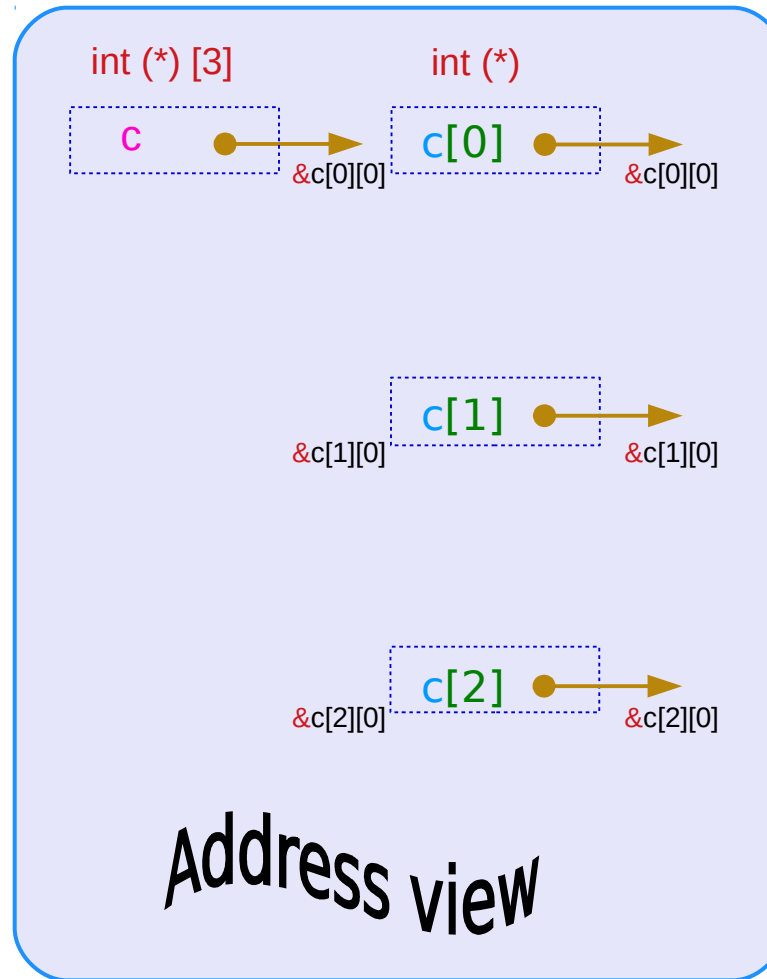 int (*) [3] int (*)
c c[0]
&c[0][0] &c[0][0]
c[1]
&c[1][0] &c[1][0]
c[2]
&c[2][0] &c[2][0]
Address view